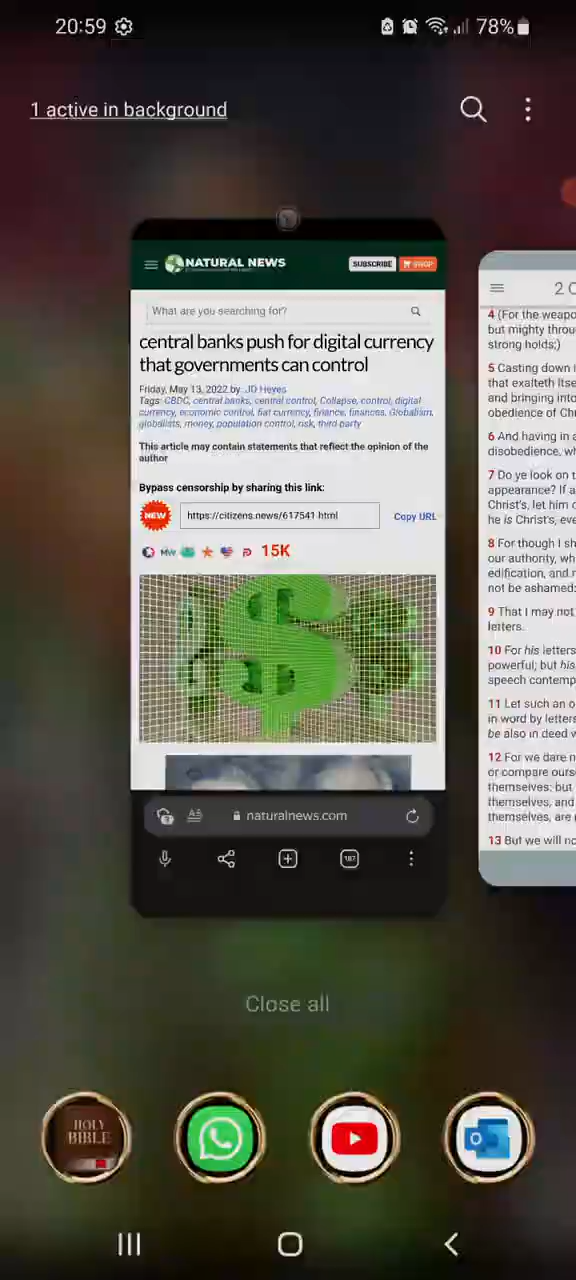 20:59
78%
1 active in background
NATURAL NEWS
SUBSCRIBE
SHOP
What are you searching for?
central banks push for digital currency
that governments can control
Friday, May 13, 2022 by: JD Heyes
Tags: CBDC, central banks, central control, Collapse, control, digital
currency, economic control, fiat currency, finance, finances, Globalism,
globalists, money, population control, risk, third party
This article may contain statements that reflect the opinion of the
author
Bypass censorship by sharing this link:
NEW
https://citizens.news/617541.html
Copy URL
MW
15K
naturalnews.com
187
2 C
4 (For the weapo
but mighty throu
strong holds;)
5 Casting down i
that exalteth itse
and bringing into
obedience of Chr
6 And having in a
disobedience, wh
7 Do ye look on t
appearance? If a
Christ's, let him o
he is Christ's, eve
8 For though I sh
our authority, wh
edification, and n
not be ashamed:
9 That I may not
letters.
10 For his letters
powerful; but his
speech contemp
11 Let such an o
in word by letters
be also in deed w
12 For we dare n
or compare ourse
themselves: but
themselves, and
themselves, are
13 But we will no
Close all
HOLY
BIBLE